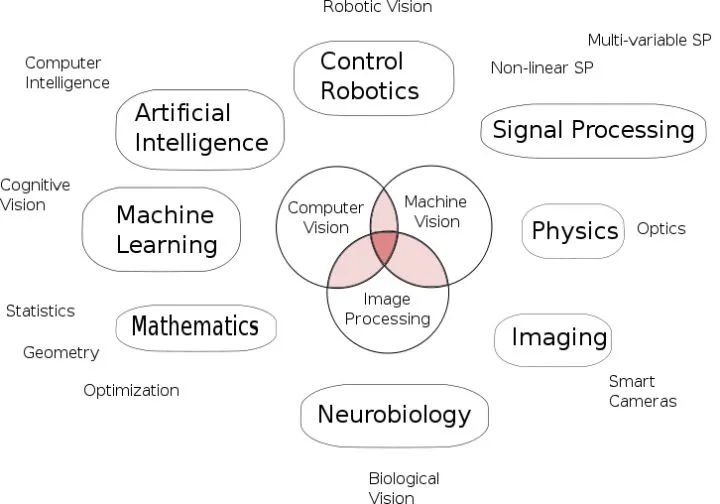 Robotic Vision
Multi-variable SP
Computer
Intelligence
Control
Robotics
Non-linear SP
Artificial
Intelligence
Signal Processing
Cognitive
Vision
Machine
Learning
Computer
Vision
Machine
Vision
Physics
Optics
Image
Processing
Statistics
Mathematics
Geometry
Optimization
Imaging
Smart
Cameras
Neurobiology
Biological
Vision